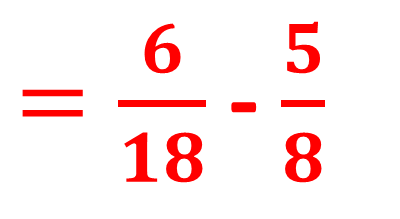 = 6/18 - 5/8